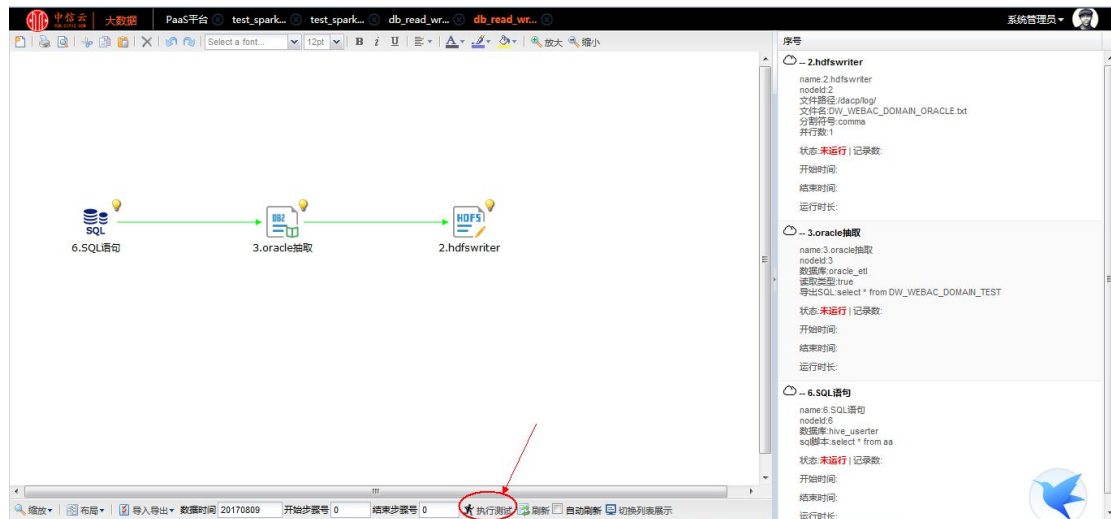 中信云 大数据 PaaS平台 test_spark... test_spark... db_read_wr... db_read_wr... 系统管理员
Select a font... 12pt B i U A 放大 缩小
序号
-- 2.hdfswriter
name:2.hdfswriter
nodeId:2
文件路径:/dacp/log/
文件名:DW_WEBAC_DOMAIN_ORACLE.txt
分割符号:comma
并行数:1
状态:未运行 | 记录数:
开始时间:
结束时间:
运行时长:
SQL
DB2
HDFS
6.SQL语句 3.oracle抽取 2.hdfswriter
-- 3.oracle抽取
name:3.oracle抽取
nodeId:3
数据库:oracle_etl
读取类型:true
导出SQL:select * from DW_WEBAC_DOMAIN_TEST
状态:未运行 | 记录数:
开始时间:
结束时间:
运行时长:
-- 6.SQL语句
name:6.SQL语句
nodeId:6
数据库:hive_userter
sql脚本:select * from aa
状态:未运行 | 记录数:
开始时间:
结束时间:
运行时长:
缩放 布局 导入导出 数据时间 20170809 开始步骤号 0 结束步骤号 0 执行测试 刷新 自动刷新 切换列表展示